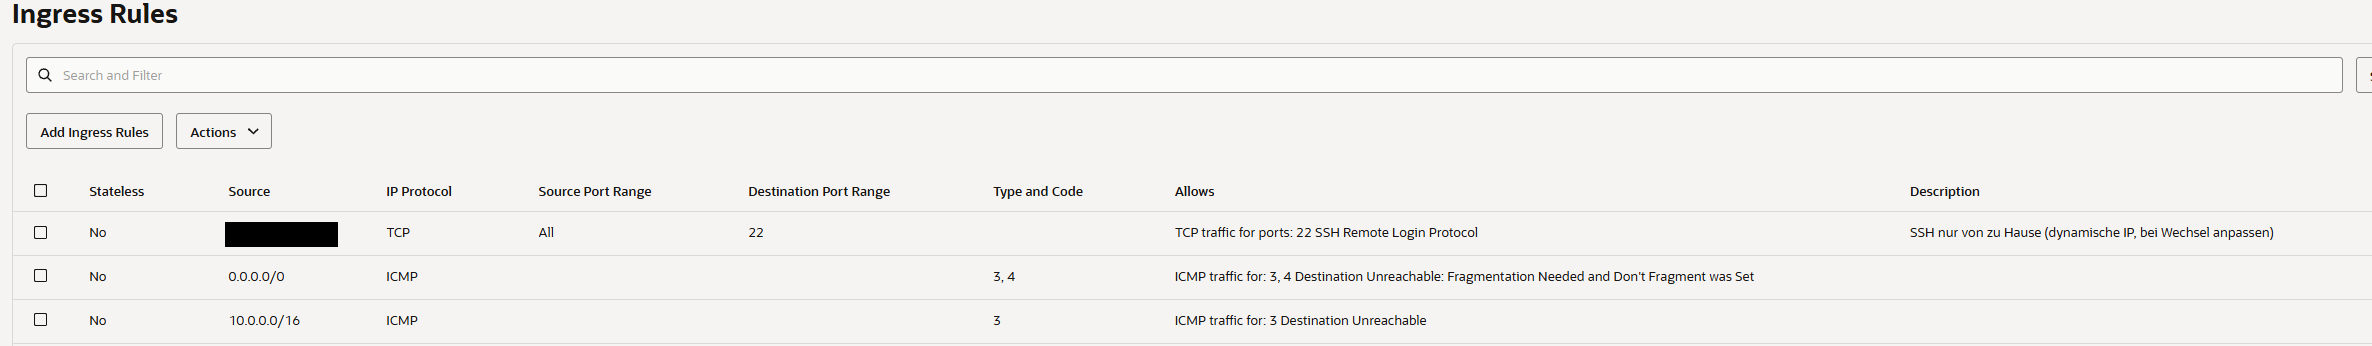 Ingress Rules
Search and Filter
Add Ingress Rules Actions
Stateless Source IP Protocol Source Port Range Destination Port Range Type and Code Allows Description
No TCP All 22 TCP traffic for ports: 22 SSH Remote Login Protocol SSH nur von zu Hause (dynamische IP, bei Wechsel anpassen)
No 0.0.0.0/0 ICMP 3, 4 ICMP traffic for: 3, 4 Destination Unreachable: Fragmentation Needed and Don't Fragment was Set
No 10.0.0.0/16 ICMP 3 ICMP traffic for: 3 Destination Unreachable